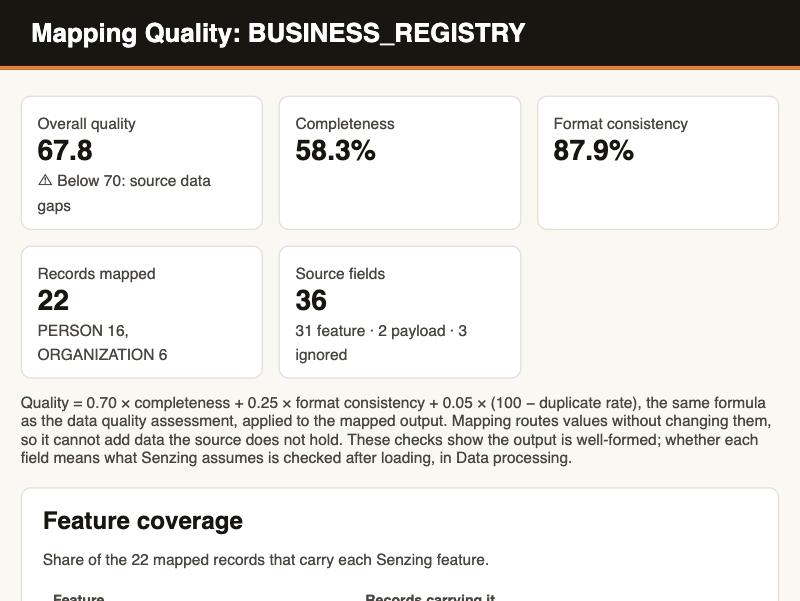 Mapping Quality: BUSINESS_REGISTRY
Overall quality
67.8
⚠ Below 70: source data
gaps
Completeness
58.3%
Format consistency
87.9%
Records mapped
22
PERSON 16,
ORGANIZATION 6
Source fields
36
31 feature · 2 payload · 3
ignored
Quality = 0.70 × completeness + 0.25 × format consistency + 0.05 × (100 − duplicate rate), the same formula
as the data quality assessment, applied to the mapped output. Mapping routes values without changing them,
so it cannot add data the source does not hold. These checks show the output is well-formed; whether each
field means what Senzing assumes is checked after loading, in Data processing.
Feature coverage
Share of the 22 mapped records that carry each Senzing feature.
Feature
Records carrying it